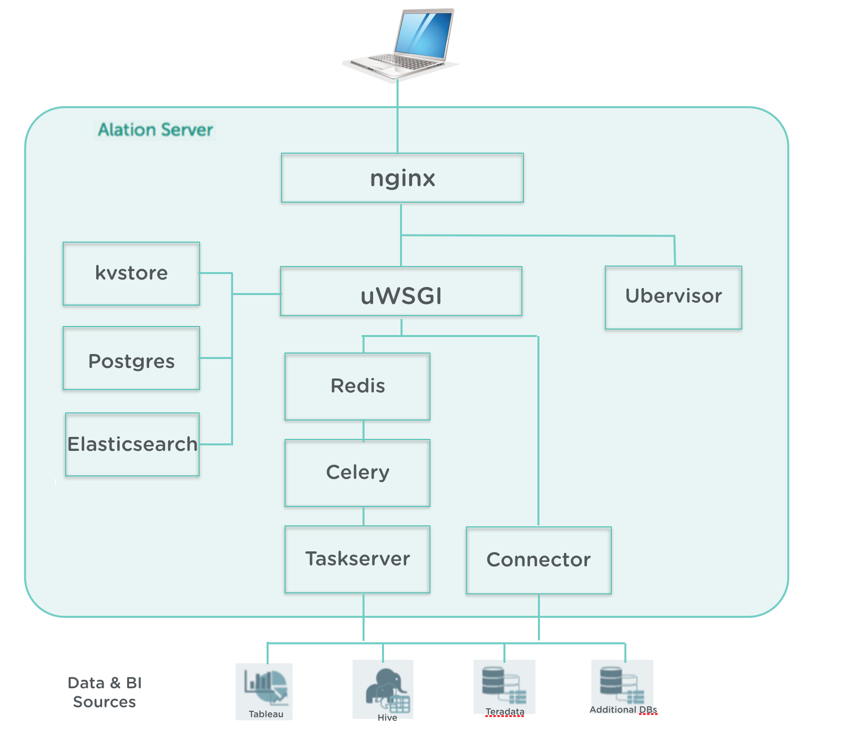 Alation Server
nginx
kvstore
uWSGI
Ubervisor
Postgres
Redis
Elasticsearch
Celery
Taskserver
Connector
Data & BI
Sources
Tableau
Hive
Teradata
Additional DBs